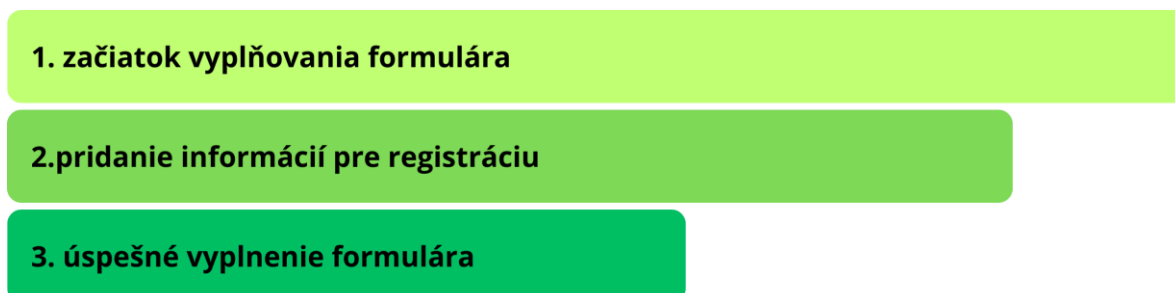 1. začiatok vyplňovania formulára
2.pridanie informácií pre registráciu
3. úspešné vyplnenie formulára